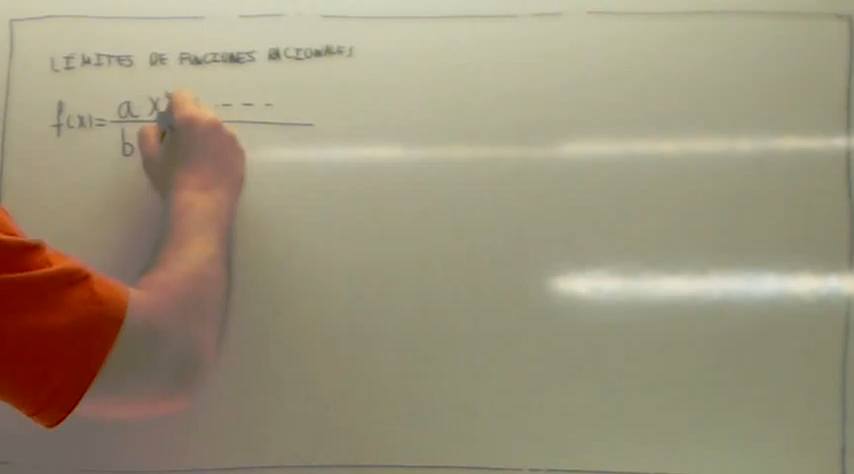 LÍMITES DE FUNCIONES RACIONALES
f(x)= a x ----
b